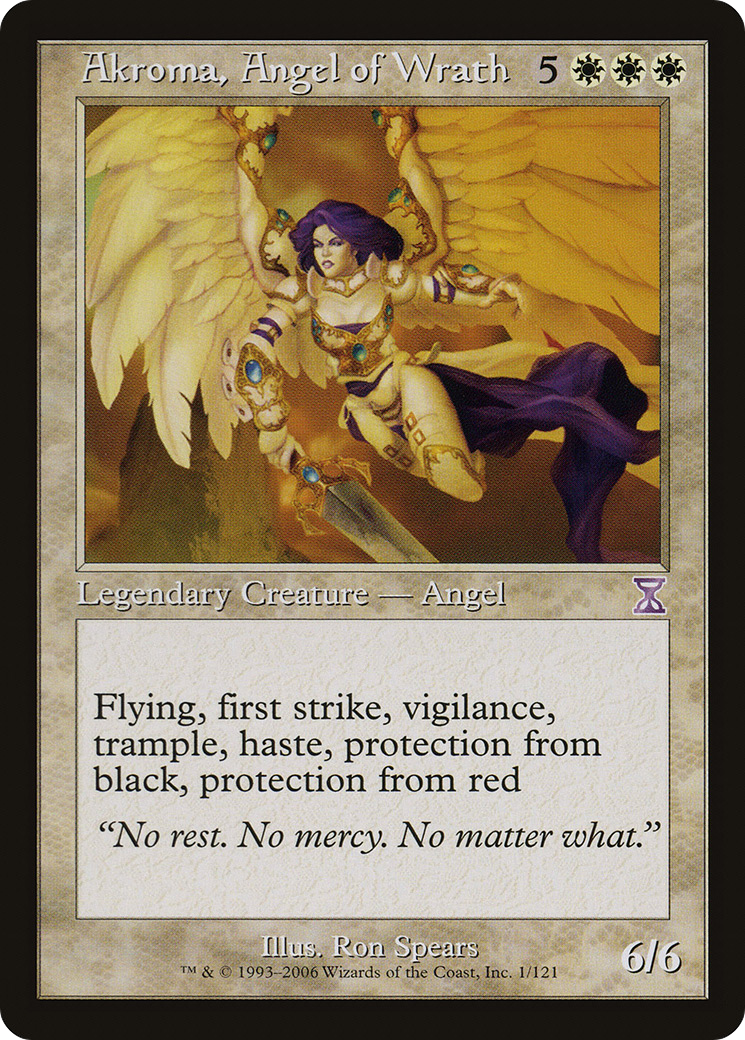 Akroma, Angel of Wrath 5
Legendary Creature — Angel
Flying, first strike, vigilance,
trample, haste, protection from
black, protection from red
“No rest. No mercy. No matter what.”
Illus. Ron Spears
6/6
™ & © 1993–2006 Wizards of the Coast, Inc. 1/121